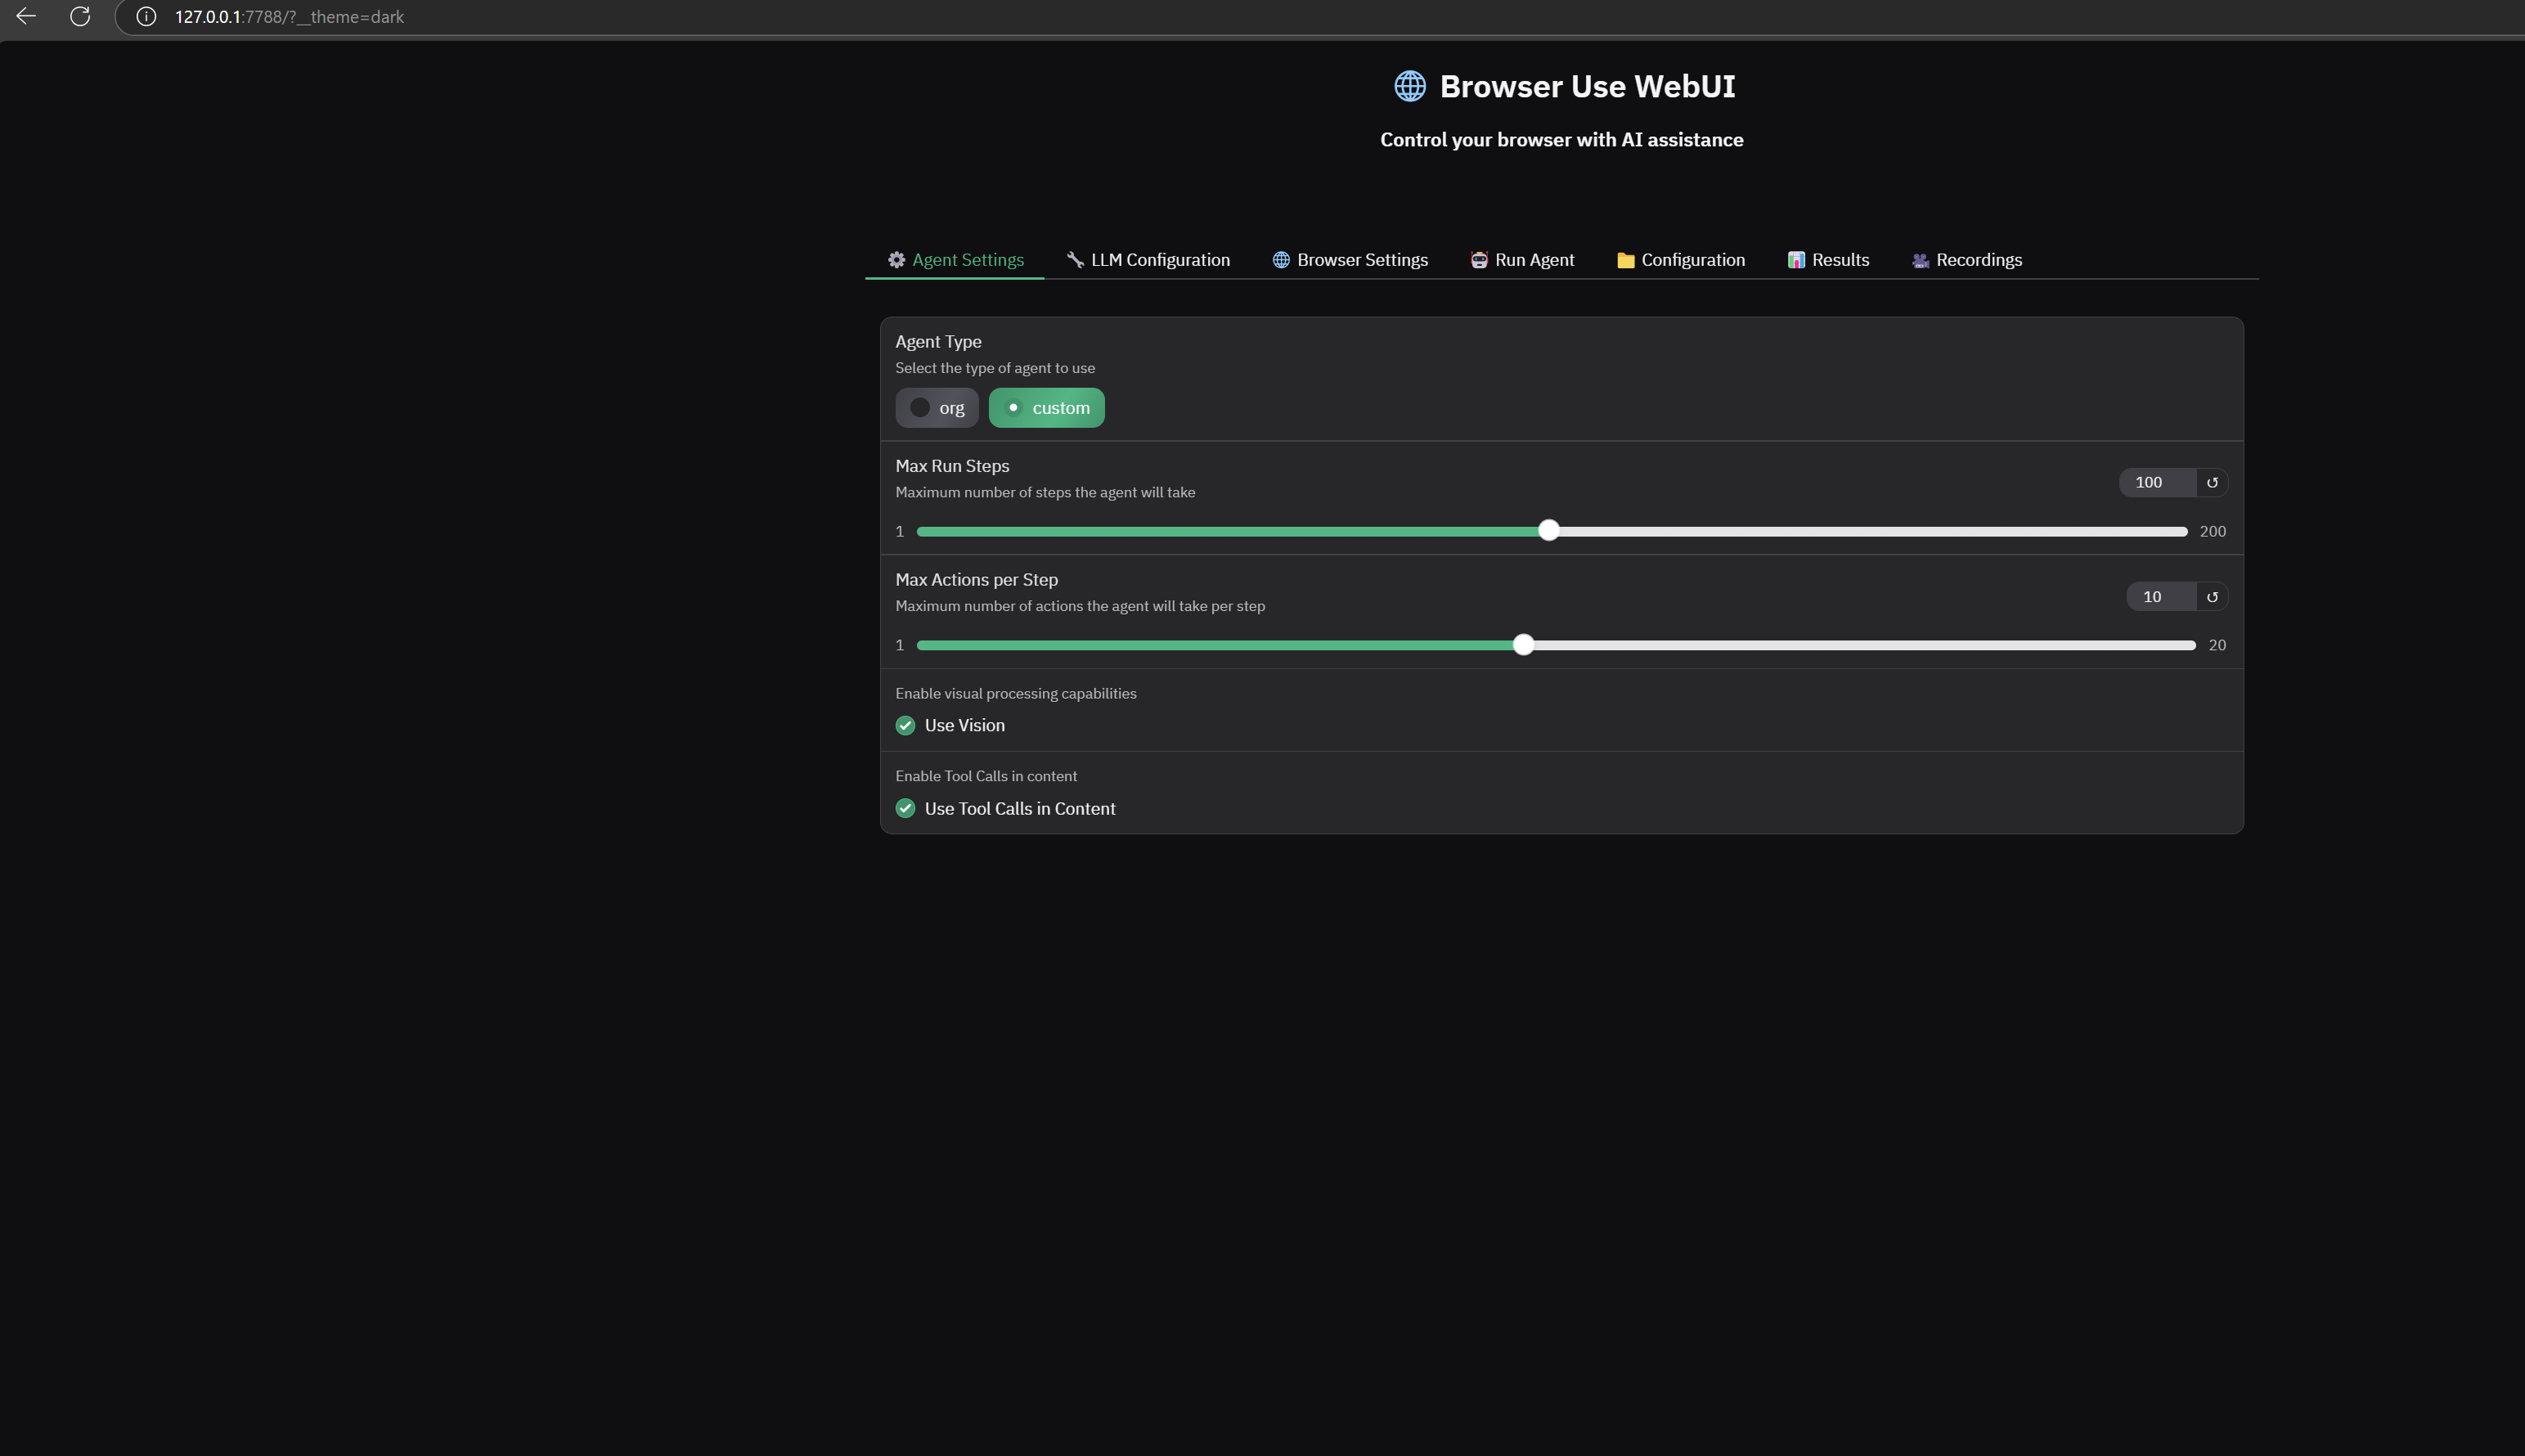 127.0.0.1:7788/?__theme=dark
Browser Use WebUI
Control your browser with AI assistance
Agent Settings LLM Configuration Browser Settings Run Agent Configuration Results Recordings
Agent Type
Select the type of agent to use
org custom
Max Run Steps
Maximum number of steps the agent will take
100 ↺
1 200
Max Actions per Step
Maximum number of actions the agent will take per step
10 ↺
1 20
Enable visual processing capabilities
Use Vision
Enable Tool Calls in content
Use Tool Calls in Content